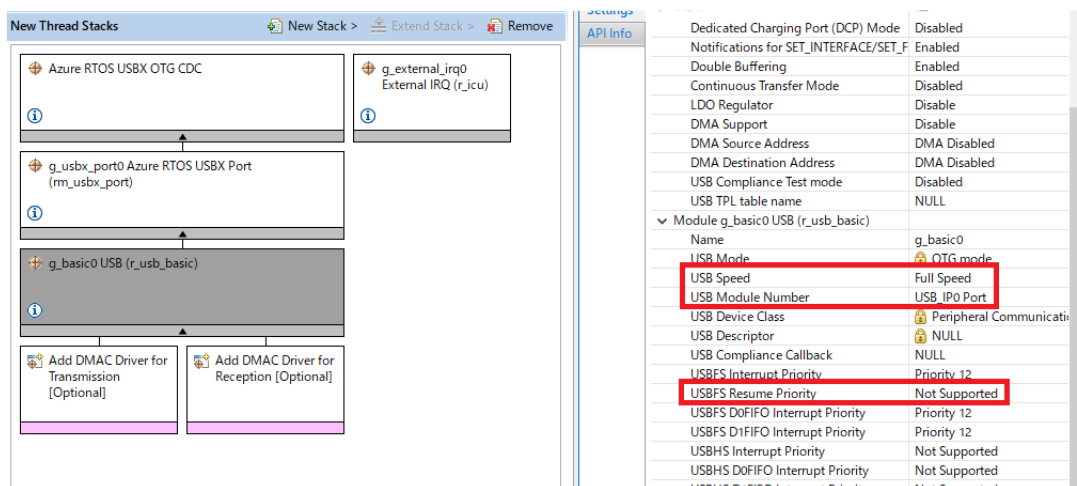 New Thread Stacks
New Stack >
Extend Stack >
Remove
Azure RTOS USBX OTG CDC
g_external_irq0
External IRQ (r_icu)
g_usbx_port0 Azure RTOS USBX Port
(rm_usbx_port)
g_basic0 USB (r_usb_basic)
Add DMAC Driver for
Transmission
[Optional]
Add DMAC Driver for
Reception [Optional]
Settings
API Info
Dedicated Charging Port (DCP) Mode Disabled
Notifications for SET_INTERFACE/SET_F Enabled
Double Buffering Enabled
Continuous Transfer Mode Disabled
LDO Regulator Disable
DMA Support Disable
DMA Source Address DMA Disabled
DMA Destination Address DMA Disabled
USB Compliance Test mode Disabled
USB TPL table name NULL
Module g_basic0 USB (r_usb_basic)
Name g_basic0
USB Mode OTG mode
USB Speed Full Speed
USB Module Number USB_IP0 Port
USB Device Class Peripheral Communicati
USB Descriptor NULL
USB Compliance Callback NULL
USBFS Interrupt Priority Priority 12
USBFS Resume Priority Not Supported
USBFS D0FIFO Interrupt Priority Priority 12
USBFS D1FIFO Interrupt Priority Priority 12
USBHS Interrupt Priority Not Supported
USBHS D0FIFO Interrupt Priority Not Supported